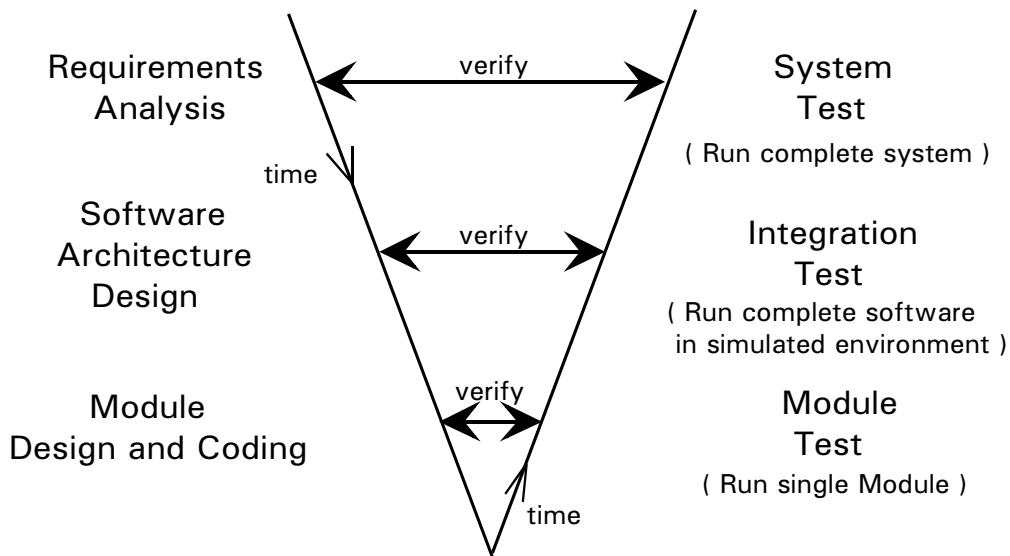 Requirements
Analysis
verify
System
Test
( Run complete system )
time
Software
Architecture
Design
verify
Integration
Test
( Run complete software
in simulated environment )
Module
Design and Coding
verify
Module
Test
( Run single Module )
time